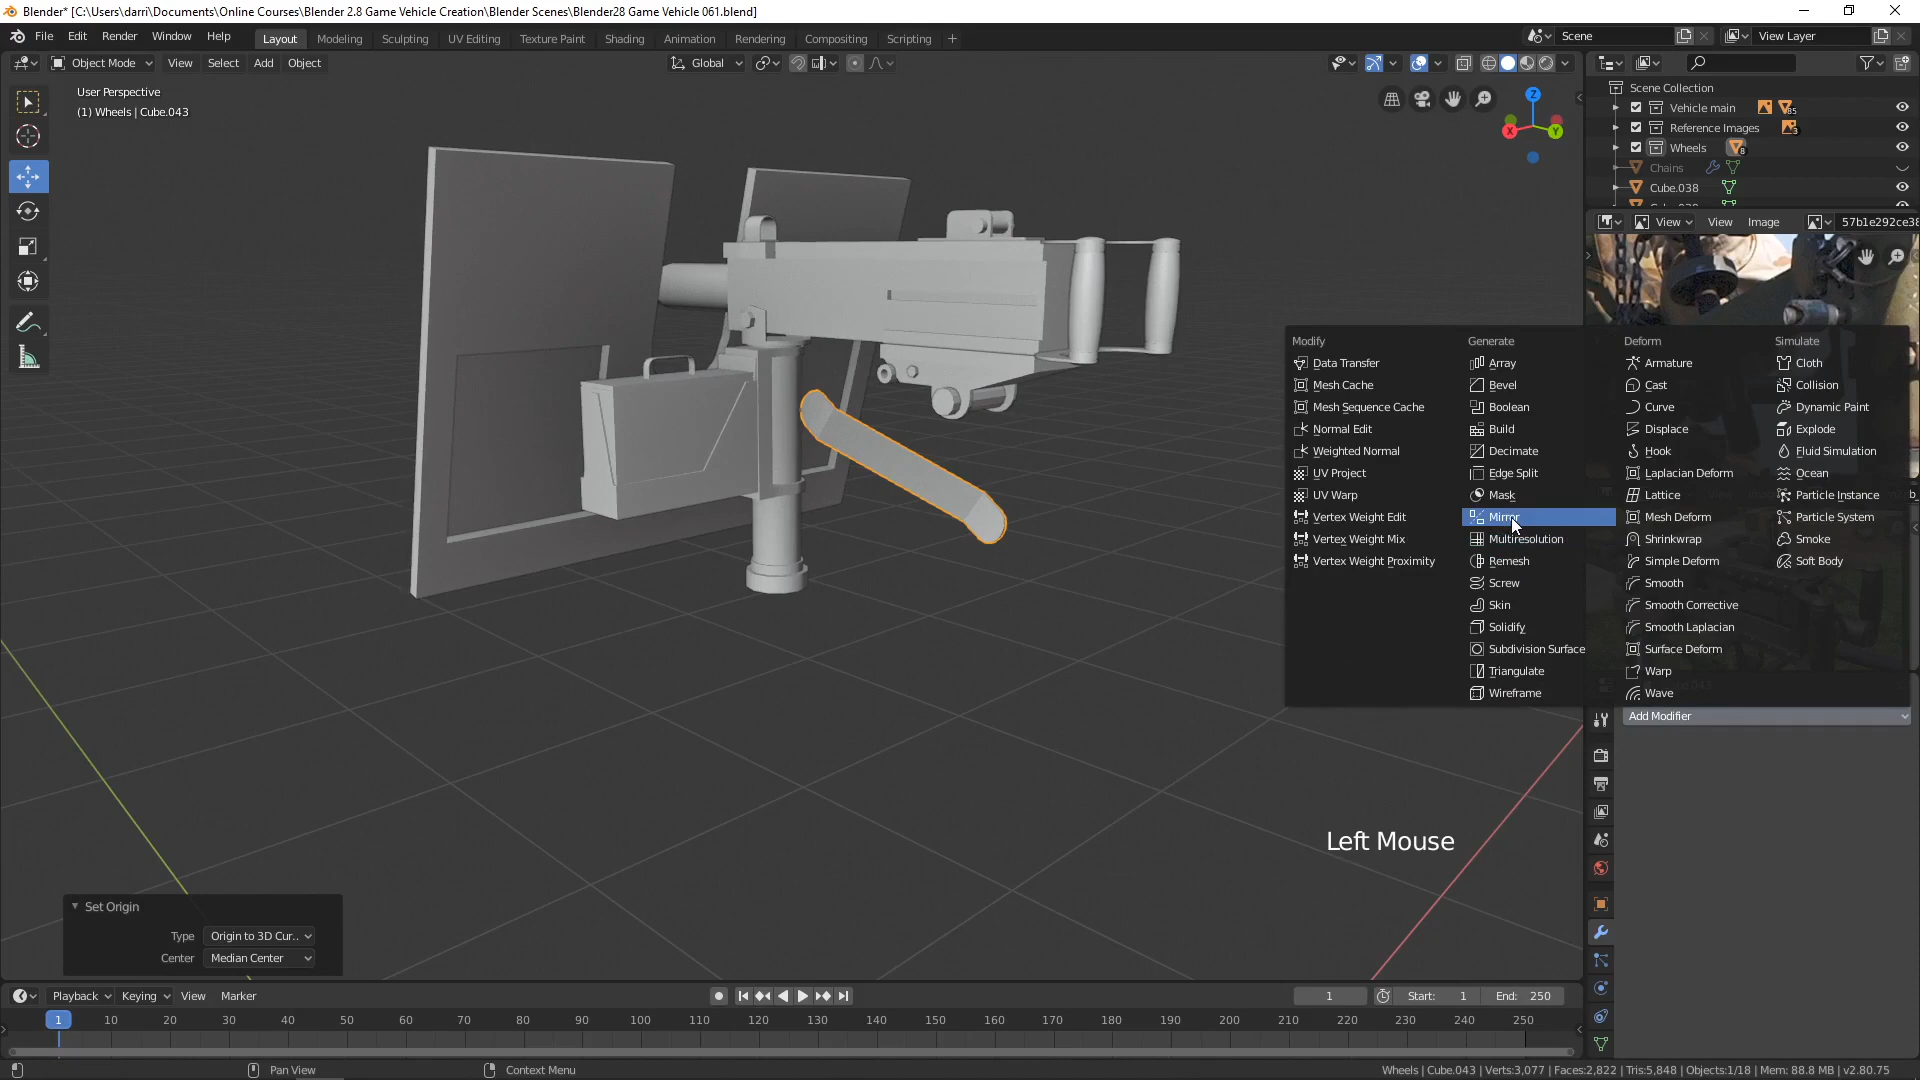 Blender* [C:\Users\darri\Documents\Online Courses\Blender 2.8 Game Vehicle Creation\Blender Scenes\Blender28 Game Vehicle 061.blend]
File Edit Render Window Help Layout Modeling Sculpting UV Editing Texture Paint Shading Animation Rendering Compositing Scripting + Scene View Layer
Object Mode View Select Add Object Global
User Perspective
(1) Wheels | Cube.043
Z
X
Y
Scene Collection
Vehicle main 85
Reference Images 3
Wheels 8
Chains
Cube.038
View View Image 57b1e292ce38
Modify Generate Deform Simulate
Data Transfer Array Armature Cloth
Mesh Cache Bevel Cast Collision
Mesh Sequence Cache Boolean Curve Dynamic Paint
Normal Edit Build Displace Explode
Weighted Normal Decimate Hook Fluid Simulation
UV Project Edge Split Laplacian Deform Ocean
UV Warp Mask Lattice Particle Instance
Vertex Weight Edit Mirror Mesh Deform Particle System
Vertex Weight Mix Multiresolution Shrinkwrap Smoke
Vertex Weight Proximity Remesh Simple Deform Soft Body
Screw Smooth
Skin Smooth Corrective
Solidify Smooth Laplacian
Subdivision Surface Surface Deform
Triangulate Warp
Wireframe Wave
Add Modifier
Left Mouse
Set Origin
Type Origin to 3D Cur..
Center Median Center
Playback Keying View Marker 1 Start: 1 End: 250
1 10 20 30 40 50 60 70 80 90 100 110 120 130 140 150 160 170 180 190 200 210 220 230 240 250
Pan View Context Menu Wheels | Cube.043 | Verts:3,077 | Faces:2,822 | Tris:5,848 | Objects:1/18 | Mem: 88.8 MB | v2.80.75